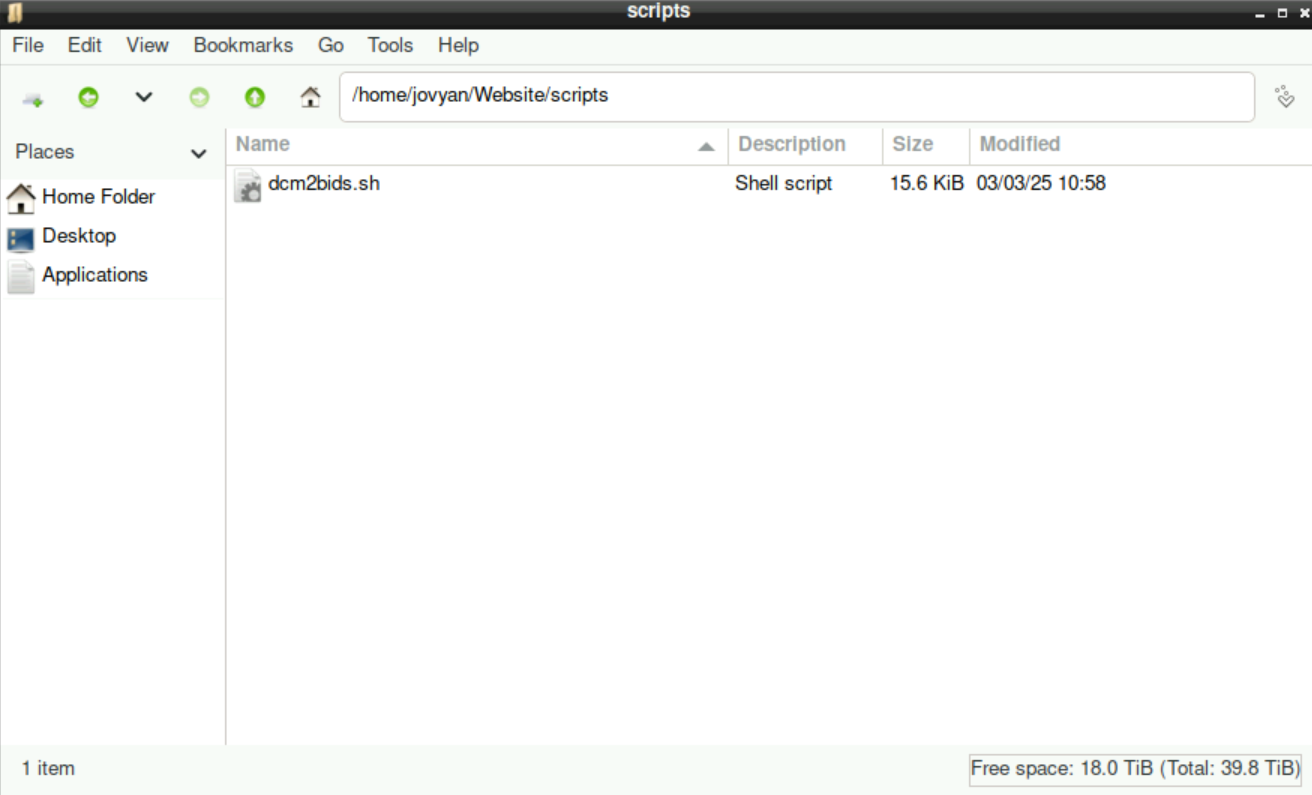 scripts
File Edit View Bookmarks Go Tools Help
/home/jovyan/Website/scripts
Places
Name Description Size Modified
dcm2bids.sh Shell script 15.6 KiB 03/03/25 10:58
Home Folder
Desktop
Applications
1 item
Free space: 18.0 TiB (Total: 39.8 TiB)